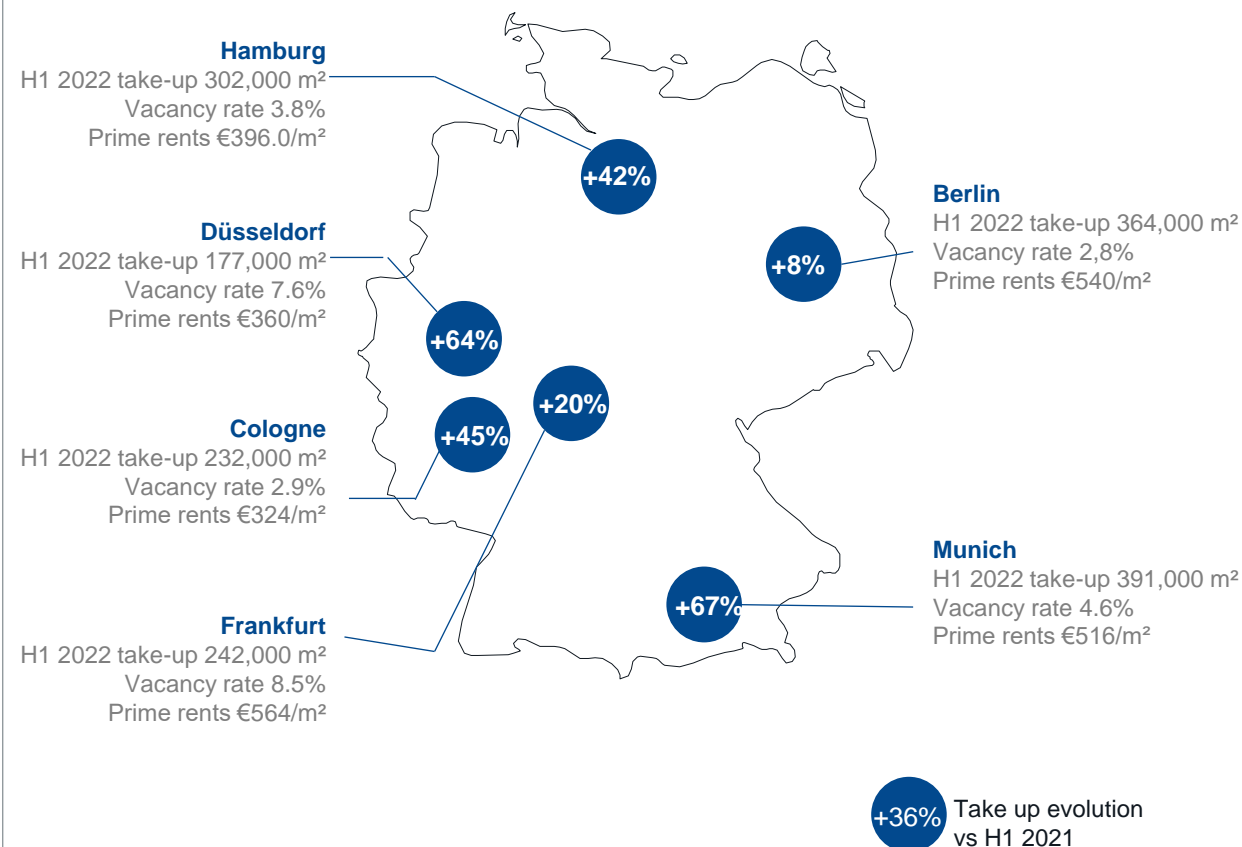 Hamburg
H1 2022 take-up 302,000 m²
Vacancy rate 3.8%
Prime rents €396.0/m²
+42%
Berlin
H1 2022 take-up 364,000 m²
Vacancy rate 2,8%
Prime rents €540/m²
+8%
Düsseldorf
H1 2022 take-up 177,000 m²
Vacancy rate 7.6%
Prime rents €360/m²
+64%
+20%
Cologne
H1 2022 take-up 232,000 m²
Vacancy rate 2.9%
Prime rents €324/m²
+45%
Munich
H1 2022 take-up 391,000 m²
Vacancy rate 4.6%
Prime rents €516/m²
+67%
Frankfurt
H1 2022 take-up 242,000 m²
Vacancy rate 8.5%
Prime rents €564/m²
+36%
Take up evolution
vs H1 2021